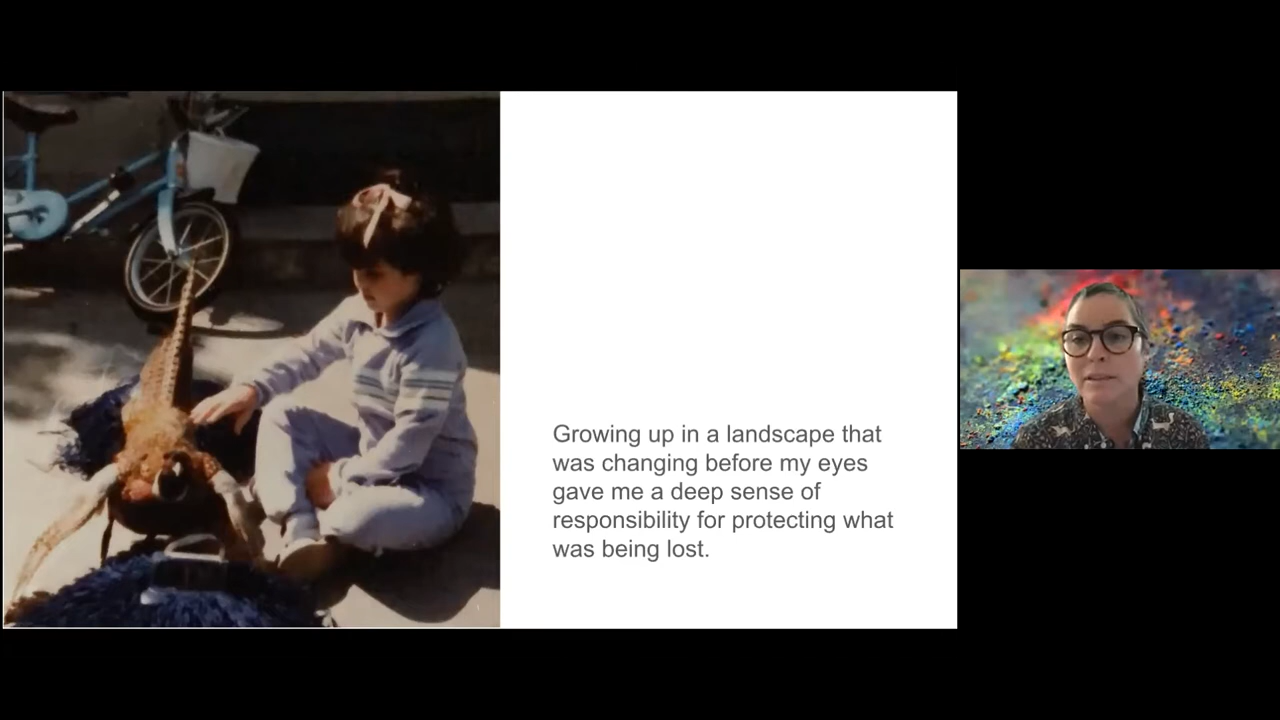 Growing up in a landscape that
was changing before my eyes
gave me a deep sense of
responsibility for protecting what
was being lost.